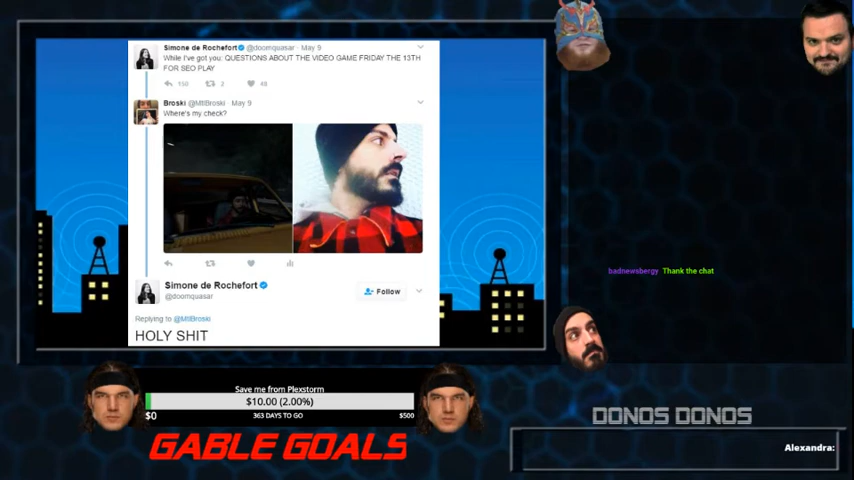 Simone de Rochefort @doomquasar · May 9
While I've got you: QUESTIONS ABOUT THE VIDEO GAME FRIDAY THE 13TH
FOR SEO PLAY
150 2 48
Broski @MtlBroski · May 9
Where's my check?
Simone de Rochefort
@doomquasar
Follow
Replying to @MtlBroski
HOLY SHIT
badnewsbergy Thank the chat
Save me from Plexstorm
$10.00 (2.00%)
$0 363 DAYS TO GO $500
GABLE GOALS
DONOS DONOS
Alexandra: